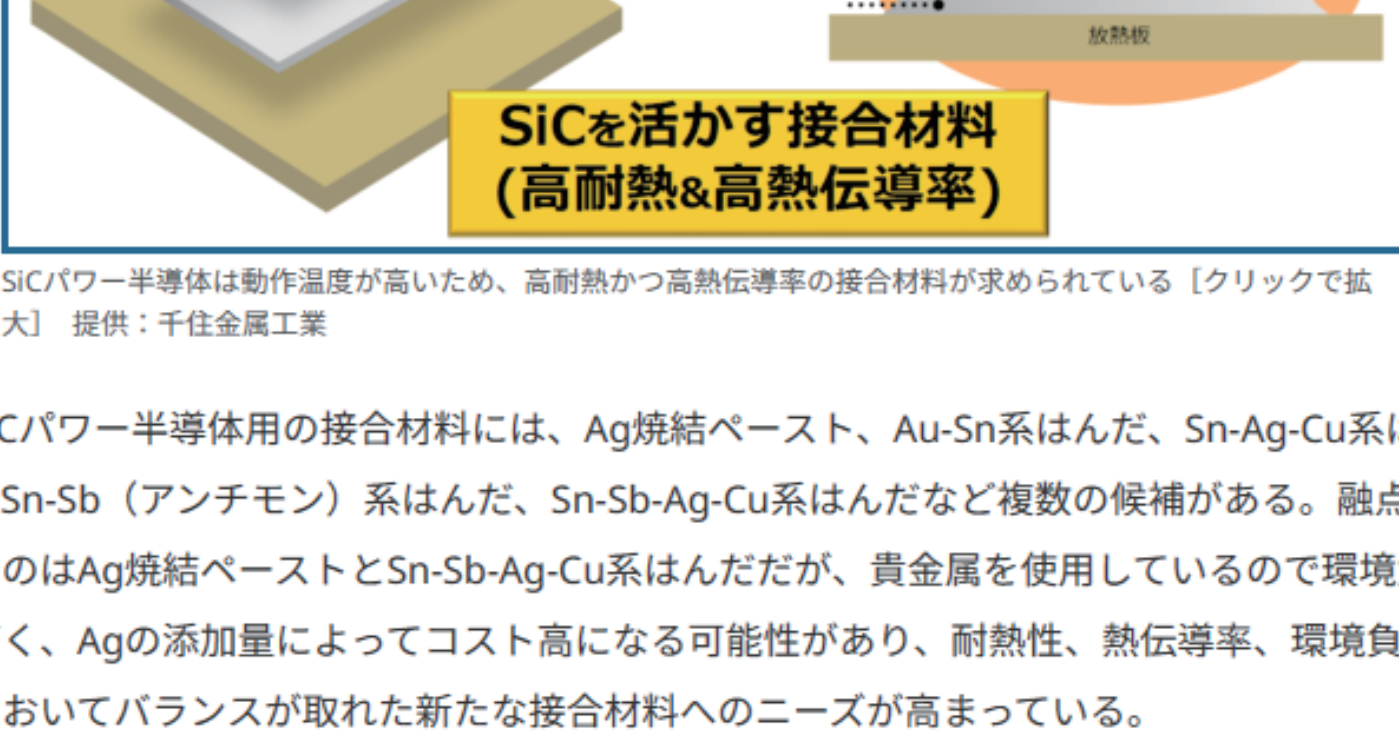 放熱板
SiCを活かす接合材料
(高耐熱&高熱伝導率)
SiCパワー半導体は動作温度が高いため、高耐熱かつ高熱伝導率の接合材料が求められている［クリックで拡
大］ 提供：千住金属工業
Cパワー半導体用の接合材料には、Ag焼結ペースト、Au-Sn系はんだ、Sn-Ag-Cu系は
Sn-Sb（アンチモン）系はんだ、Sn-Sb-Ag-Cu系はんだなど複数の候補がある。融点
のはAg焼結ペーストとSn-Sb-Ag-Cu系はんだだが、貴金属を使用しているので環境
く、Agの添加量によってコスト高になる可能性があり、耐熱性、熱伝導率、環境負
おいてバランスが取れた新たな接合材料へのニーズが高まっている。